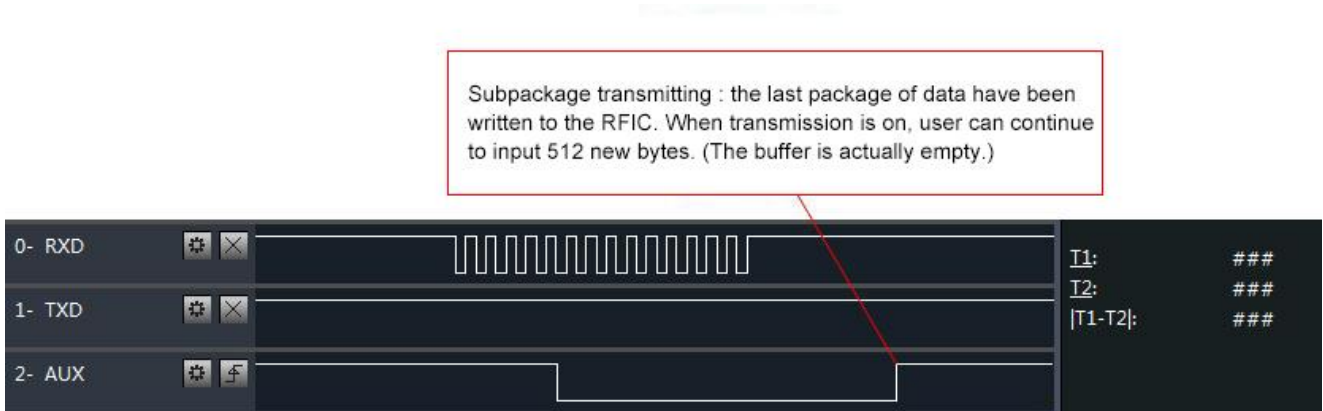 Subpackage transmitting : the last package of data have been
written to the RFIC. When transmission is on, user can continue
to input 512 new bytes. (The buffer is actually empty.)
0- RXD
T1: ###
1- TXD
T2: ###
|T1-T2|: ###
2- AUX